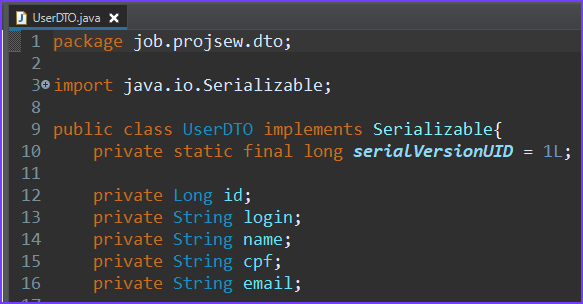 UserDTO.java
1 package job.projsew.dto;
2
3 import java.io.Serializable;
8
9 public class UserDTO implements Serializable{
10 private static final long serialVersionUID = 1L;
11
12 private Long id;
13 private String login;
14 private String name;
15 private String cpf;
16 private String email;